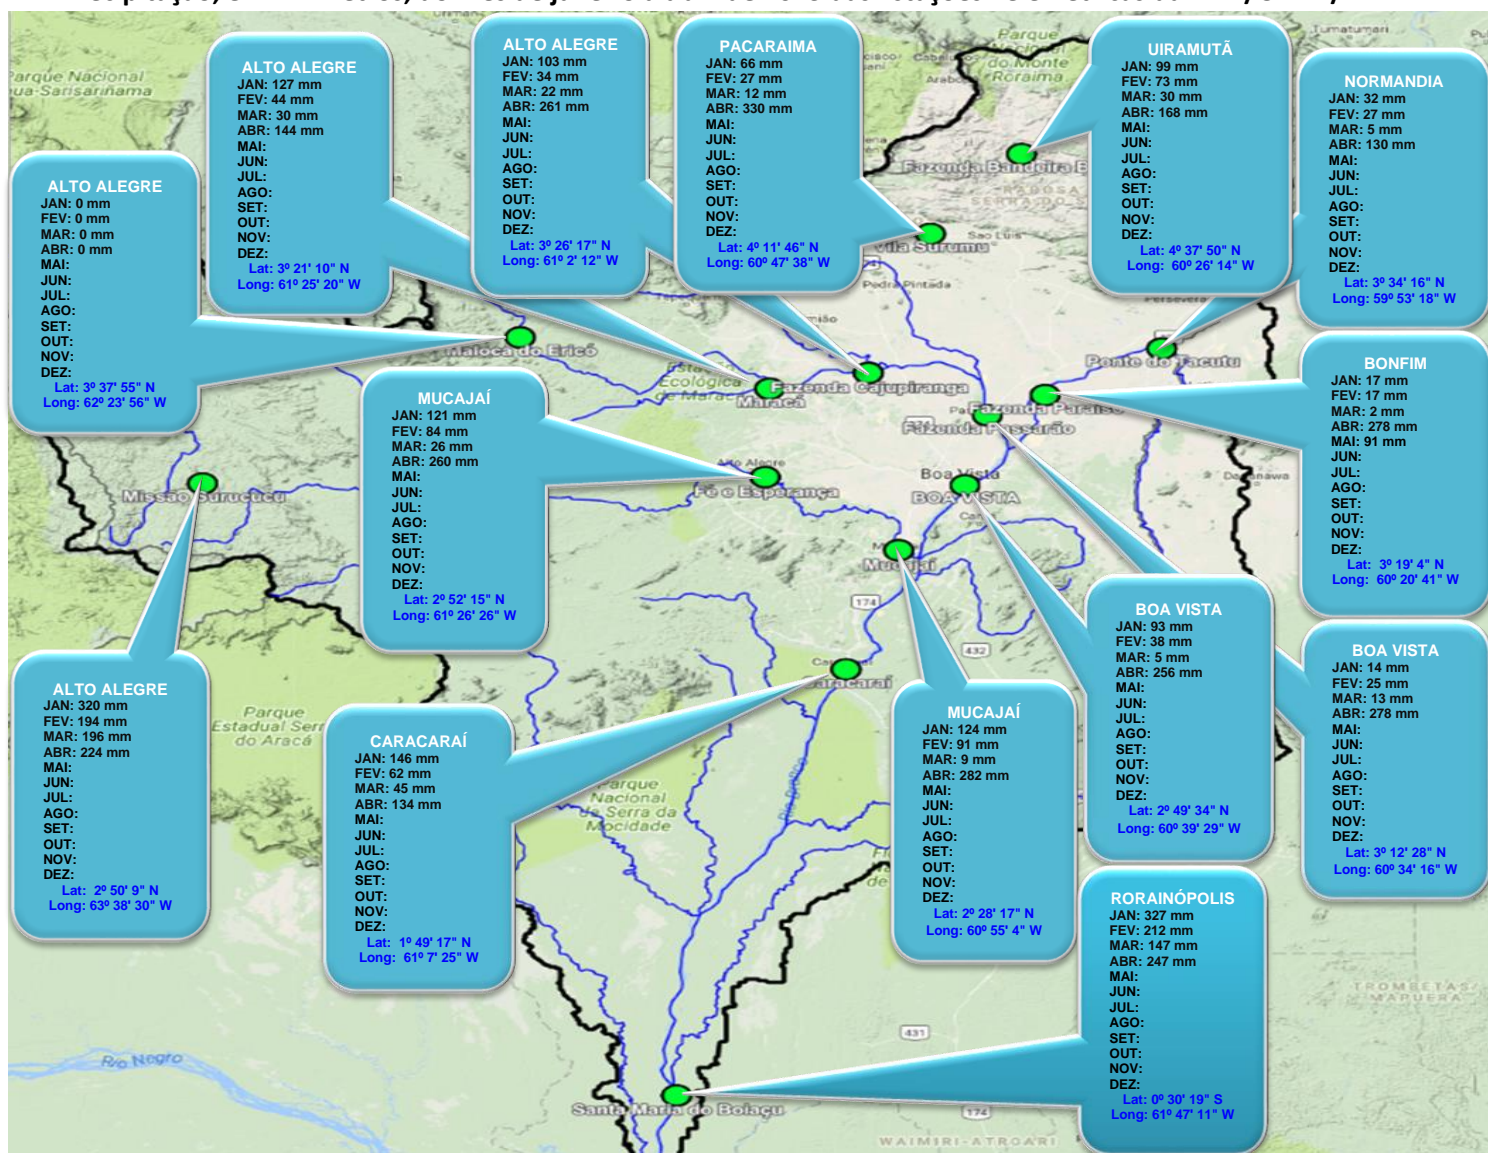 ALTO ALEGRE
JAN: 0 mm
FEV: 0 mm
MAR: 0 mm
ABR: 0 mm
MAI:
JUN:
JUL:
AGO:
SET:
OUT:
NOV:
DEZ:
Lat: 3º 37' 55" N
Long: 62º 23' 56" W
ALTO ALEGRE
JAN: 127 mm
FEV: 44 mm
MAR: 30 mm
ABR: 144 mm
MAI:
JUN:
JUL:
AGO:
SET:
OUT:
NOV:
DEZ:
Lat: 3º 21' 10" N
Long: 61º 25' 20" W
ALTO ALEGRE
JAN: 103 mm
FEV: 34 mm
MAR: 22 mm
ABR: 261 mm
MAI:
JUN:
JUL:
AGO:
SET:
OUT:
NOV:
DEZ:
Lat: 3º 26' 17" N
Long: 61º 2' 12" W
PACARAIMA
JAN: 66 mm
FEV: 27 mm
MAR: 12 mm
ABR: 330 mm
MAI:
JUN:
JUL:
AGO:
SET:
OUT:
NOV:
DEZ:
Lat: 4º 11' 46" N
Long: 60º 47' 38" W
UIRAMUTÃ
JAN: 99 mm
FEV: 73 mm
MAR: 30 mm
ABR: 168 mm
MAI:
JUN:
JUL:
AGO:
SET:
OUT:
NOV:
DEZ:
Lat: 4º 37' 50" N
Long: 60º 26' 14" W
NORMANDIA
JAN: 32 mm
FEV: 27 mm
MAR: 5 mm
ABR: 130 mm
MAI:
JUN:
JUL:
AGO:
SET:
OUT:
NOV:
DEZ:
Lat: 3º 34' 16" N
Long: 59º 53' 18" W
MUCAJAÍ
JAN: 121 mm
FEV: 84 mm
MAR: 26 mm
ABR: 260 mm
MAI:
JUN:
JUL:
AGO:
SET:
OUT:
NOV:
DEZ:
Lat: 2º 52' 15" N
Long: 61º 26' 26" W
BONFIM
JAN: 17 mm
FEV: 17 mm
MAR: 2 mm
ABR: 278 mm
MAI: 91 mm
JUN:
JUL:
AGO:
SET:
OUT:
NOV:
DEZ:
Lat: 3º 19' 4" N
Long: 60º 20' 41" W
ALTO ALEGRE
JAN: 320 mm
FEV: 194 mm
MAR: 196 mm
ABR: 224 mm
MAI:
JUN:
JUL:
AGO:
SET:
OUT:
NOV:
DEZ:
Lat: 2º 50' 9" N
Long: 63º 38' 30" W
CARACARAÍ
JAN: 146 mm
FEV: 62 mm
MAR: 45 mm
ABR: 134 mm
MAI:
JUN:
JUL:
AGO:
SET:
OUT:
NOV:
DEZ:
Lat: 1º 49' 17" N
Long: 61º 7' 25" W
MUCAJAÍ
JAN: 124 mm
FEV: 91 mm
MAR: 9 mm
ABR: 282 mm
MAI:
JUN:
JUL:
AGO:
SET:
OUT:
NOV:
DEZ:
Lat: 2º 28' 17" N
Long: 60º 55' 4" W
BOA VISTA
JAN: 93 mm
FEV: 38 mm
MAR: 5 mm
ABR: 256 mm
MAI:
JUN:
JUL:
AGO:
SET:
OUT:
NOV:
DEZ:
Lat: 2º 49' 34" N
Long: 60º 39' 29" W
BOA VISTA
JAN: 14 mm
FEV: 25 mm
MAR: 13 mm
ABR: 278 mm
MAI:
JUN:
JUL:
AGO:
SET:
OUT:
NOV:
DEZ:
Lat: 3º 12' 28" N
Long: 60º 34' 16" W
RORAINÓPOLIS
JAN: 327 mm
FEV: 212 mm
MAR: 147 mm
ABR: 247 mm
MAI:
JUN:
JUL:
AGO:
SET:
OUT:
NOV:
DEZ:
Lat: 0º 30' 19" S
Long: 61º 47' 11" W
Parque Nacional
Parque
do Monte
Roraima
Tumatumari
Fazenda Bandeira B
Vila Surumu
Sao Luis
Pedra Pintada
Maloca do Ericó
Ecológica
de Maracá
Maracá
Fazenda Cajupiranga
Ponte do Tacutu
Fazenda Paraíso
Fazenda Passarão
Missão Surucucu
Alto Alegre
Fé e Esperança
Boa Vista
BOA VISTA
Mucajaí
174
432
Caracaraí
Parque
Estadual Serr
do Aracá
Parque
Nacional
da Serra da
Mocidade
Rio Branco
Rio Negro
TROMBETAS/
MAPUERA
431
Santa Maria do Boiaçu
174
WAIMIRI-ATROARI